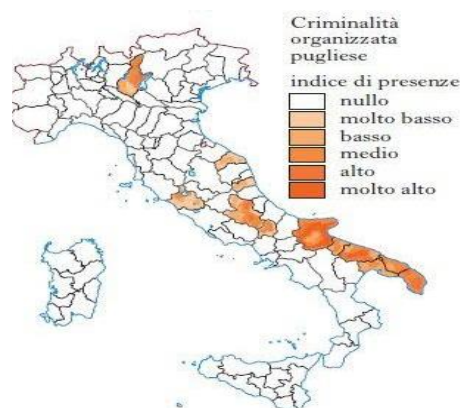 Criminalità
organizzata
pugliese
indice di presenze
nullo
molto basso
basso
medio
alto
molto alto